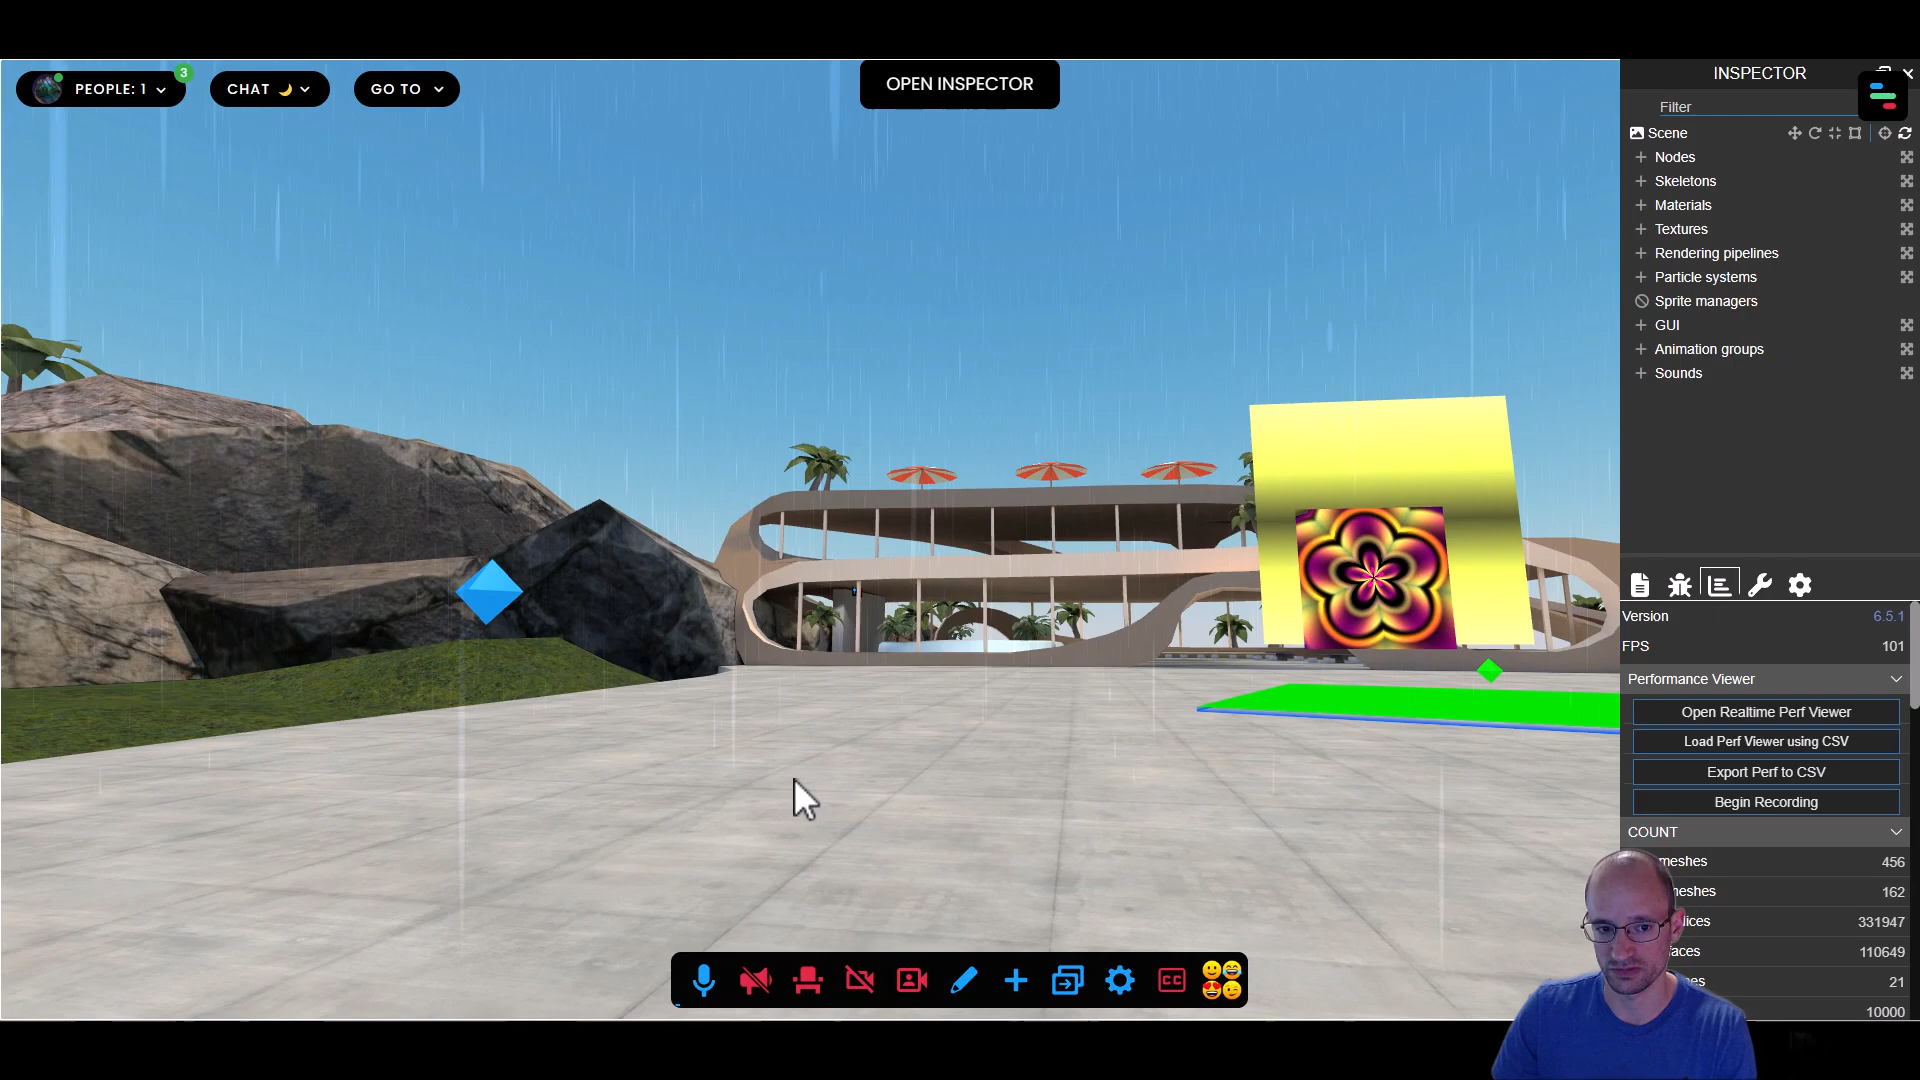 PEOPLE: 1
3
CHAT
GO TO
OPEN INSPECTOR
INSPECTOR
Filter
Scene
Nodes
Skeletons
Materials
Textures
Rendering pipelines
Particle systems
Sprite managers
GUI
Animation groups
Sounds
Version 6.5.1
FPS 101
Performance Viewer
Open Realtime Perf Viewer
Load Perf Viewer using CSV
Export Perf to CSV
Begin Recording
COUNT
meshes 456
meshes 162
331947
110649
21
10000
CC